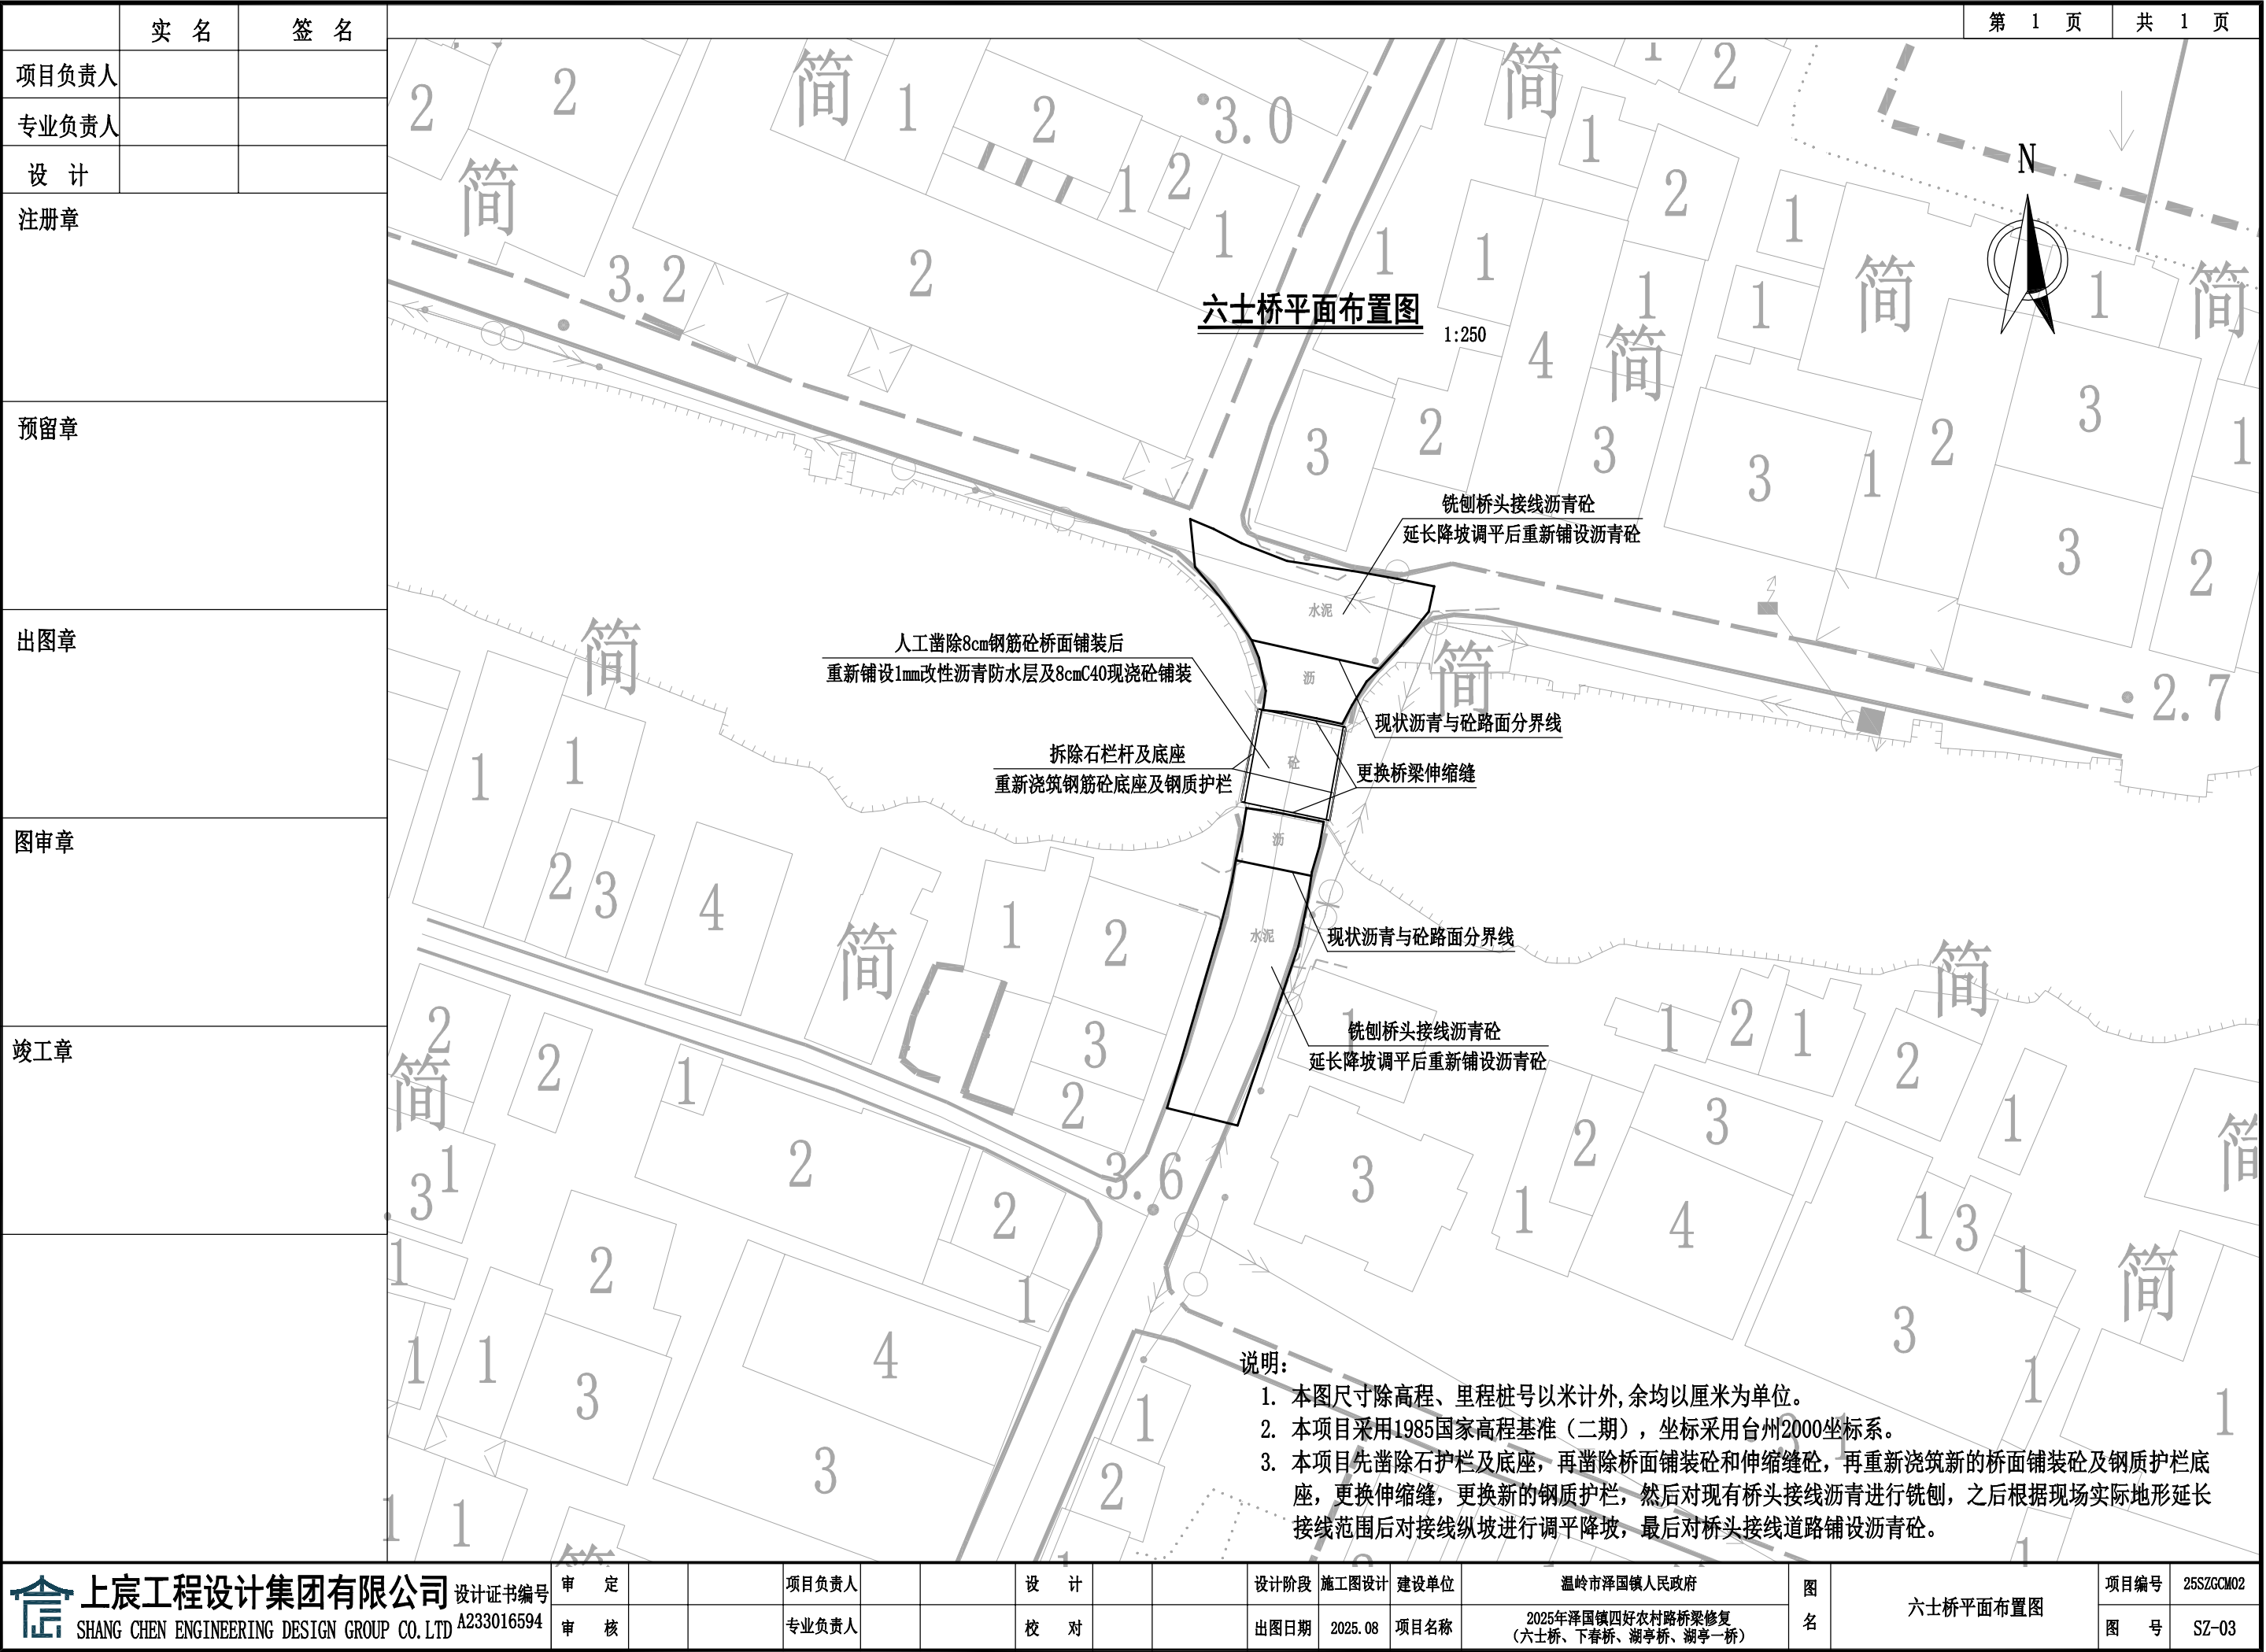 实 名 签 名
项目负责人
专业负责人
设 计
注册章
预留章
出图章
图审章
竣工章
第 1 页 共 1 页
N
六士桥平面布置图
1:250
铣刨桥头接线沥青砼
延长降坡调平后重新铺设沥青砼
水泥
人工凿除8cm钢筋砼桥面铺装后
重新铺设1mm改性沥青防水层及8cmC40现浇砼铺装
沥
现状沥青与砼路面分界线
拆除石栏杆及底座
重新浇筑钢筋砼底座及钢质护栏
砼
更换桥梁伸缩缝
沥
水泥
现状沥青与砼路面分界线
铣刨桥头接线沥青砼
延长降坡调平后重新铺设沥青砼
3.0
3.2
2.7
3.6
简
说明:
1. 本图尺寸除高程、里程桩号以米计外,余均以厘米为单位。
2. 本项目采用1985国家高程基准（二期），坐标采用台州2000坐标系。
3. 本项目先凿除石护栏及底座，再凿除桥面铺装砼和伸缩缝砼，再重新浇筑新的桥面铺装砼及钢质护栏底
座，更换伸缩缝，更换新的钢质护栏，然后对现有桥头接线沥青进行铣刨，之后根据现场实际地形延长
接线范围后对接线纵坡进行调平降坡，最后对桥头接线道路铺设沥青砼。
上宸工程设计集团有限公司
SHANG CHEN ENGINEERING DESIGN GROUP CO.LTD
设计证书编号
A233016594
审 定
审 核
项目负责人
专业负责人
设 计
校 对
设计阶段 施工图设计
出图日期 2025.08
建设单位 温岭市泽国镇人民政府
项目名称 2025年泽国镇四好农村路桥梁修复
（六士桥、下春桥、湖亭桥、湖亭一桥）
图名
六士桥平面布置图
项目编号 25SZGCM02
图 号 SZ-03